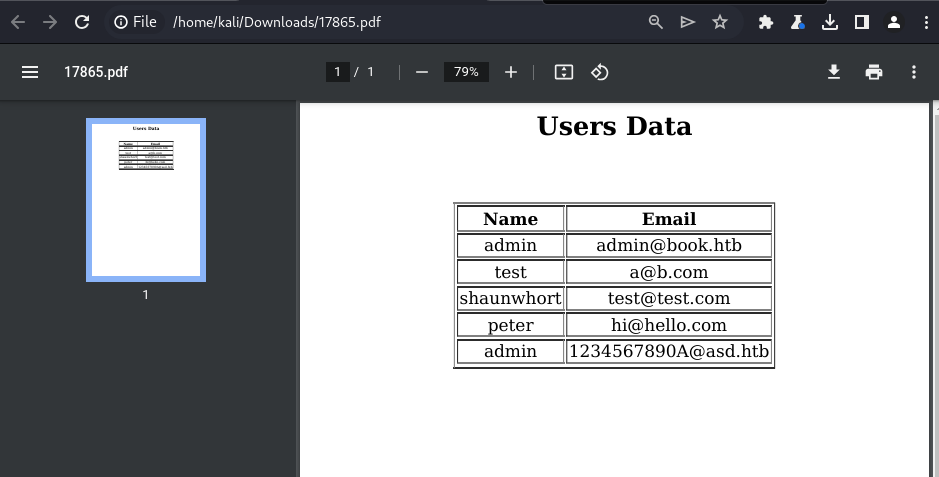 File /home/kali/Downloads/17865.pdf
17865.pdf 1 / 1 79%
1
Users Data
Name Email
admin admin@book.htb
test a@b.com
shaunwhort test@test.com
peter hi@hello.com
admin 1234567890A@asd.htb